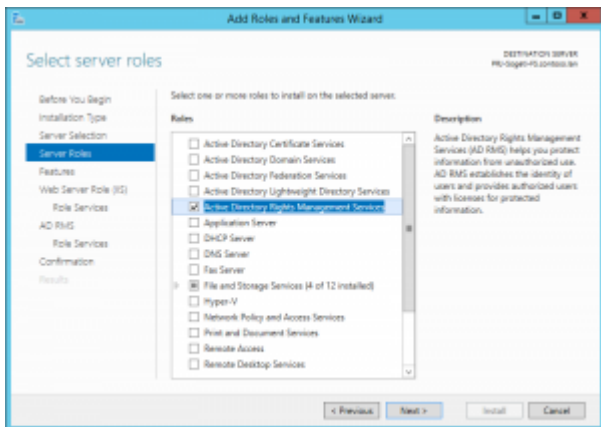 Add Roles and Features Wizard
Select server roles
DESTINATION SERVER
Before You Begin
Installation Type
Server Selection
Server Roles
Features
Web Server Role (IIS)
Role Services
AD RMS
Role Services
Confirmation
Results
Select one or more roles to install on the selected server.
Roles
Active Directory Certificate Services
Active Directory Domain Services
Active Directory Federation Services
Active Directory Lightweight Directory Services
Active Directory Rights Management Services
Application Server
DHCP Server
DNS Server
Fax Server
File and Storage Services (4 of 12 installed)
Hyper-V
Network Policy and Access Services
Print and Document Services
Remote Access
Remote Desktop Services
Description
Active Directory Rights Management
Services (AD RMS) helps you protect
information from unauthorized use.
AD RMS establishes the identity of
users and provides authorized users
with licenses for protected
information.
< Previous
Next >
Install
Cancel